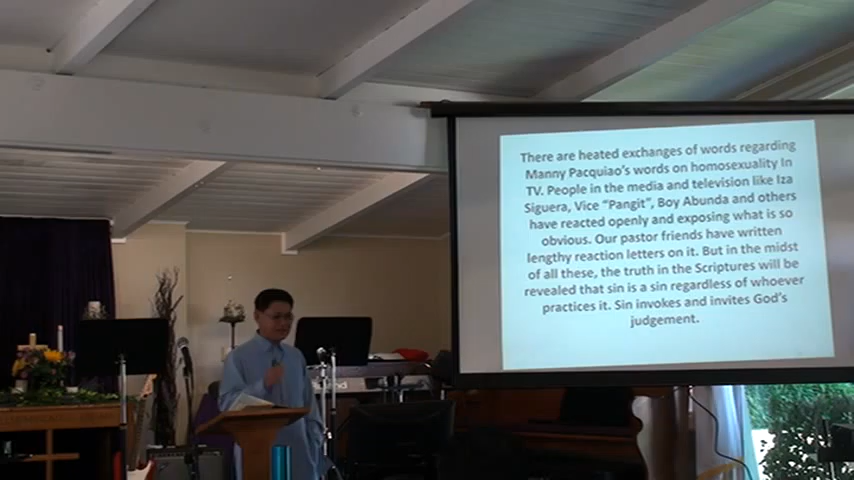 There are heated exchanges of words regarding
Manny Pacquiao's words on homosexuality In
TV. People in the media and television like Iza
Siguera, Vice "Pangit", Boy Abunda and others
have reacted openly and exposing what is so
obvious. Our pastor friends have written
lengthy reaction letters on it. But in the midst
of all these, the truth in the Scriptures will be
revealed that sin is a sin regardless of whoever
practices it. Sin invokes and invites God's
judgement.